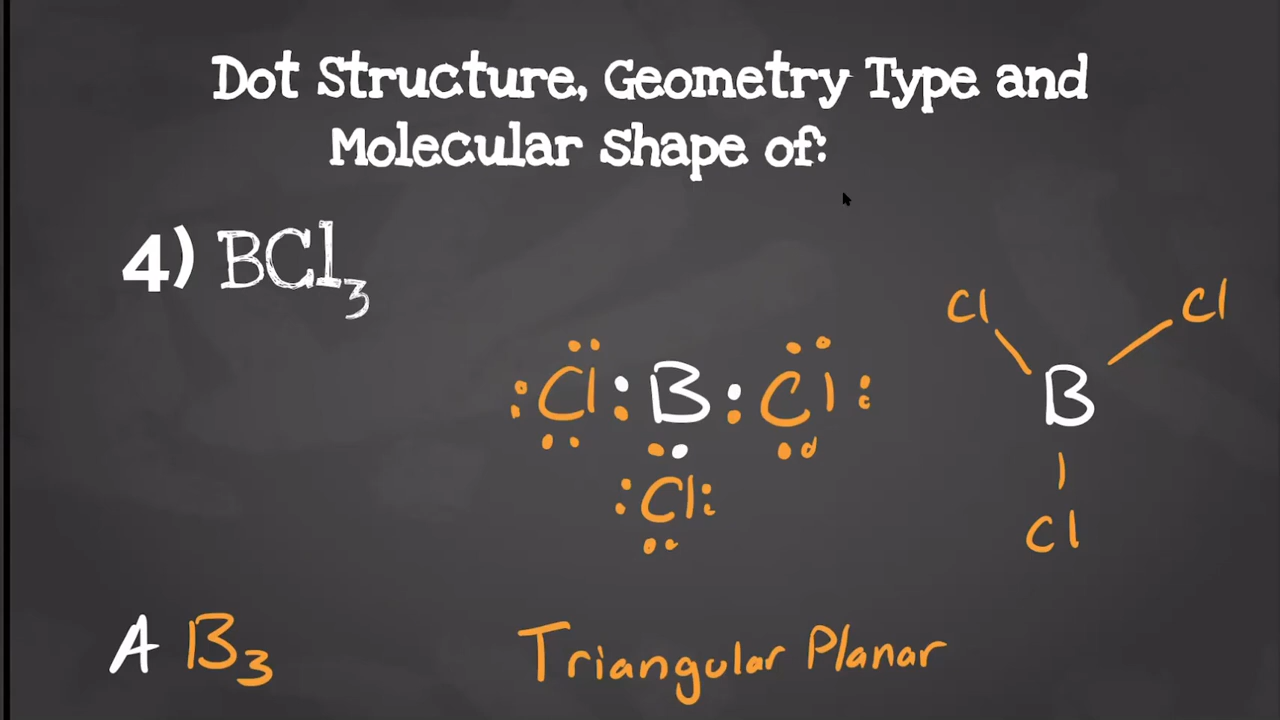 Dot Structure, Geometry Type and
Molecular Shape of:
4) BCl₃
Cl Cl
B
Cl
:Cl:B:Cl:
:Cl:
AB₃
Triangular Planar